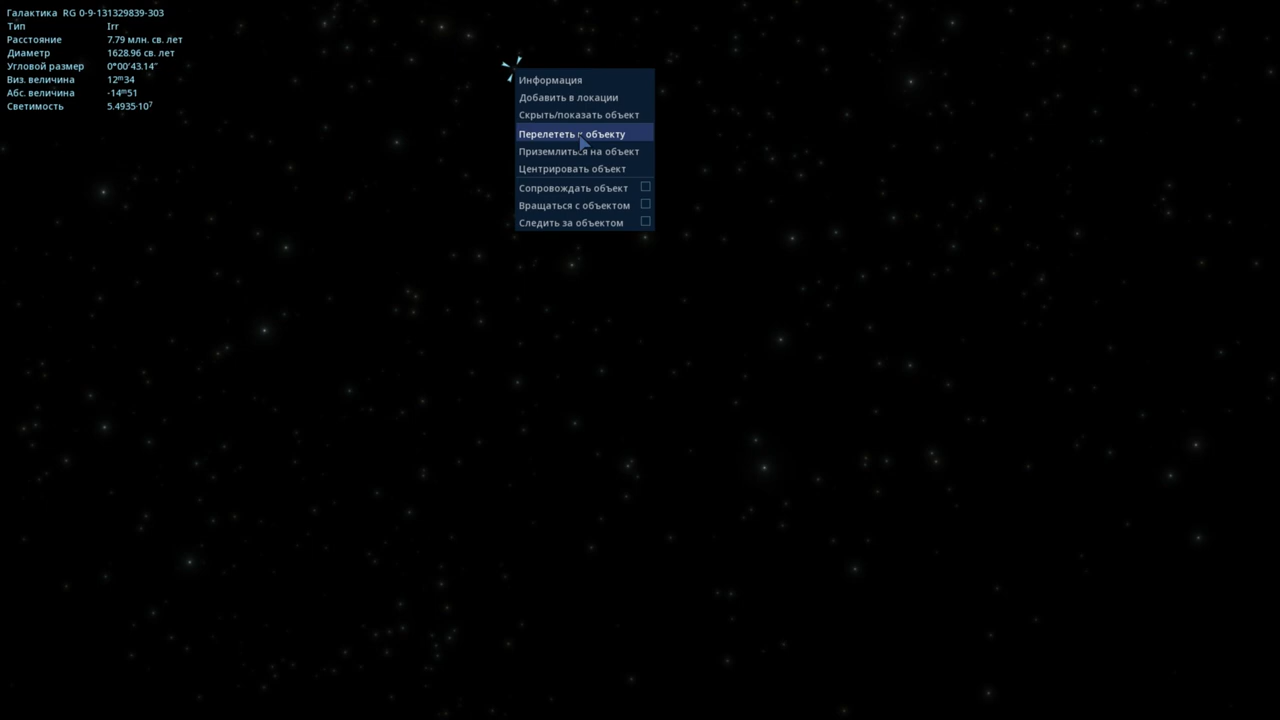 Галактика RG 0-9-131329839-303
Тип Irr
Расстояние 7.79 млн. св. лет
Диаметр 1628.96 св. лет
Угловой размер 0°00'43.14"
Виз. величина 12ᵐ34
Абс. величина -14ᵐ51
Светимость 5.4935·10⁷
Информация
Добавить в локации
Скрыть/показать объект
Перелететь к объекту
Приземлиться на объект
Центрировать объект
Сопровождать объект
Вращаться с объектом
Следить за объектом